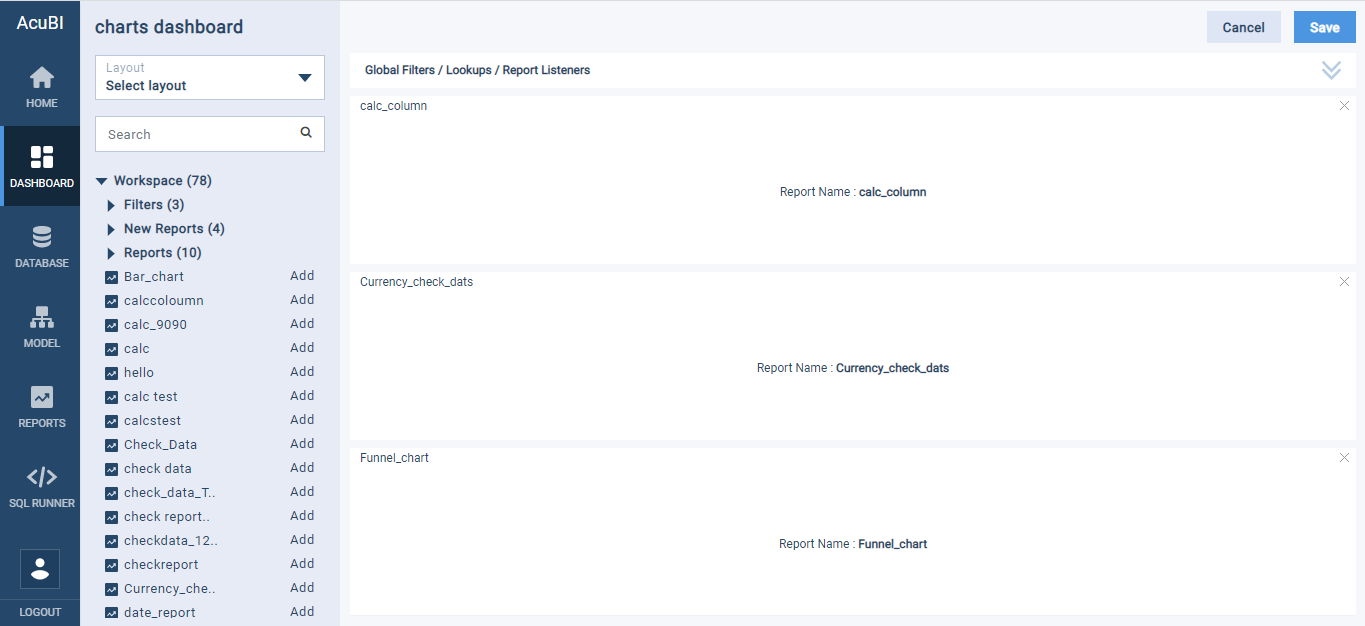 AcuBI
HOME
DASHBOARD
DATABASE
MODEL
REPORTS
SQL RUNNER
LOGOUT
charts dashboard
Layout
Select layout
Search
Workspace (78)
Filters (3)
New Reports (4)
Reports (10)
Bar_chart Add
calccoloumn Add
calc_9090 Add
calc Add
hello Add
calc test Add
calcstest Add
Check_Data Add
check data Add
check_data_T.. Add
check report.. Add
checkdata_12.. Add
checkreport Add
Currency_che.. Add
date_report Add
Cancel Save
Global Filters / Lookups / Report Listeners
calc_column
Report Name : calc_column
Currency_check_dats
Report Name : Currency_check_dats
Funnel_chart
Report Name : Funnel_chart